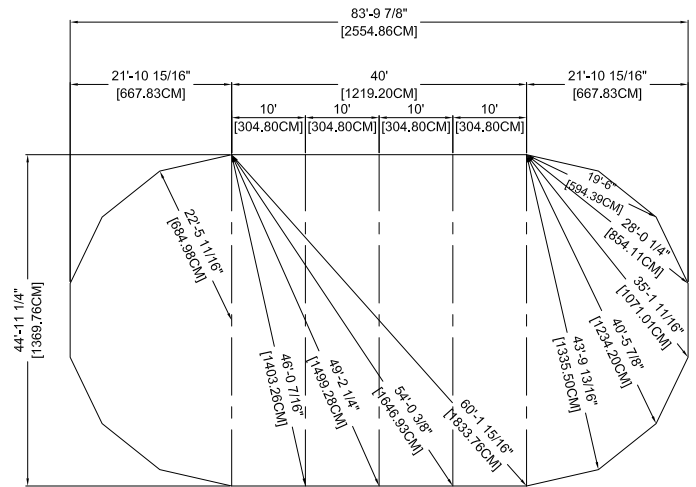 83'-9 7/8"
[2554.86CM]
21'-10 15/16"
[667.83CM]
40'
[1219.20CM]
21'-10 15/16"
[667.83CM]
10'
[304.80CM]
10'
[304.80CM]
10'
[304.80CM]
10'
[304.80CM]
44'-11 1/4"
[1369.76CM]
22'-5 11/16"
[684.98CM]
46'-0 7/16"
[1403.26CM]
49'-2 1/4"
[1499.28CM]
54'-0 3/8"
[1646.93CM]
60'-1 15/16"
[1833.76CM]
19'-6"
[594.39CM]
28'-0 1/4"
[854.11CM]
35'-1 11/16"
[1071.01CM]
40'-5 7/8"
[1234.20CM]
43'-9 13/16"
[1335.50CM]